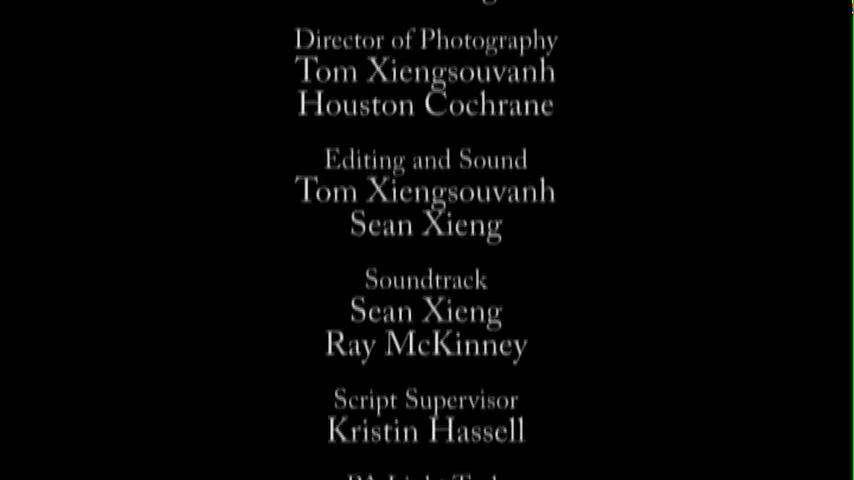 Director of Photography
Tom Xiengsouvanh
Houston Cochrane
Editing and Sound
Tom Xiengsouvanh
Sean Xieng
Soundtrack
Sean Xieng
Ray McKinney
Script Supervisor
Kristin Hassell